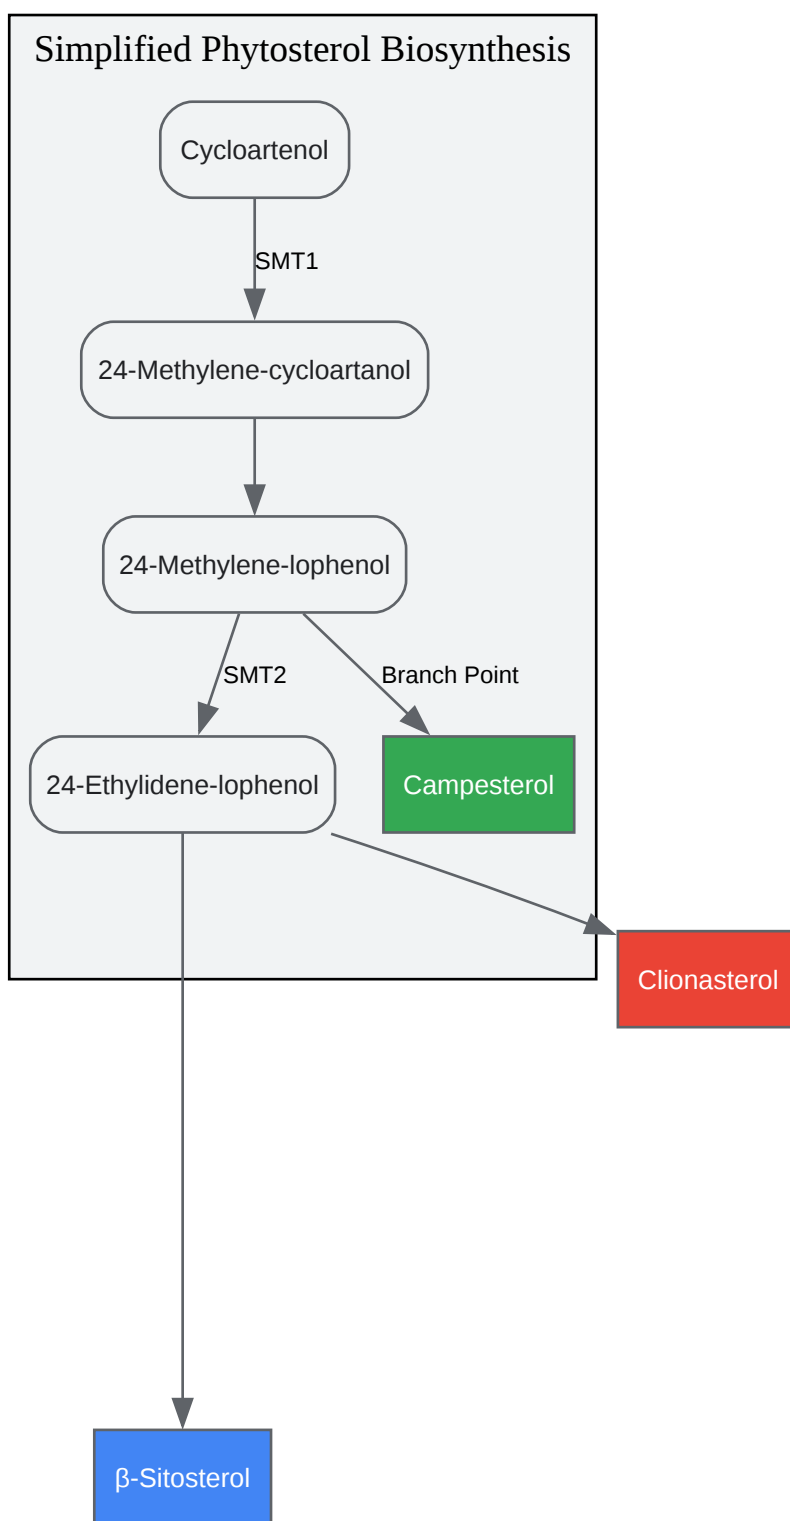 Simplified Phytosterol Biosynthesis
Cycloartenol
SMT1
24-Methylene-cycloartanol
24-Methylene-lophenol
SMT2
Branch Point
24-Ethylidene-lophenol
Campesterol
Clionasterol
β-Sitosterol